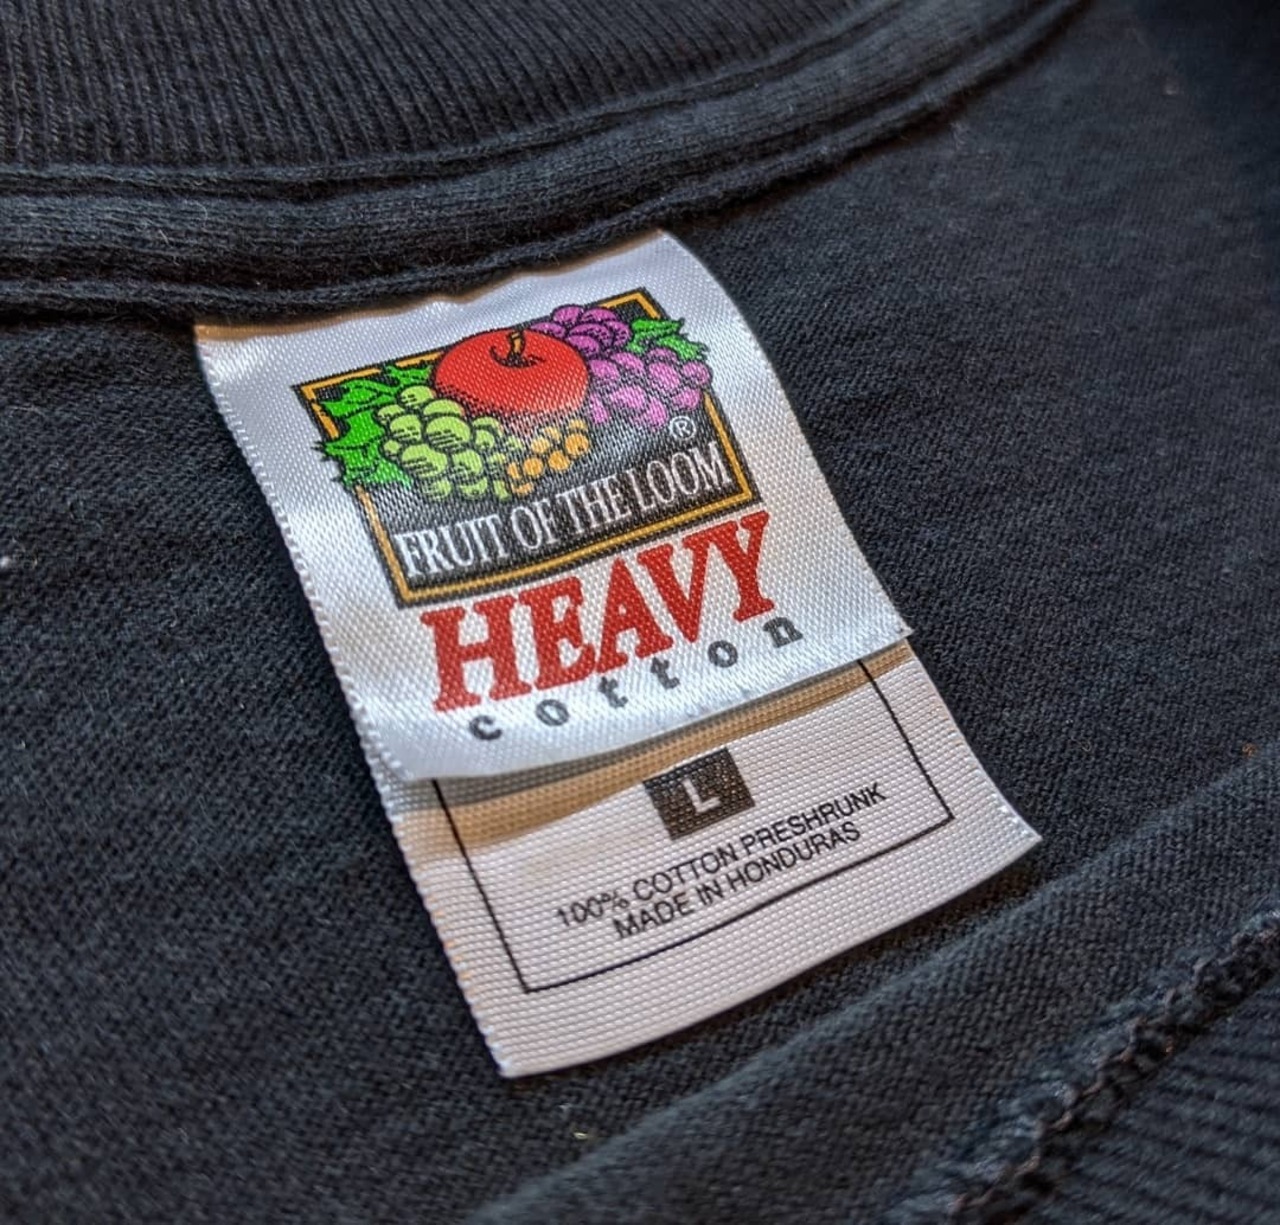 ®
FRUIT OF THE LOOM
HEAVY
cotton
L
100% COTTON PRESHRUNK
MADE IN HONDURAS